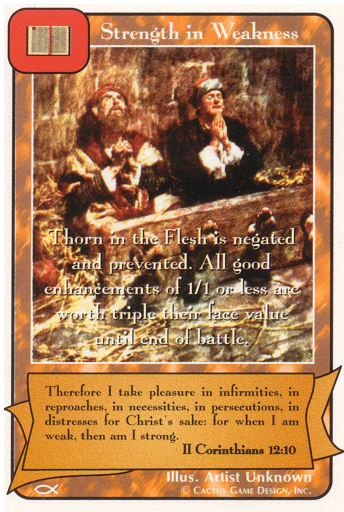 Strength in Weakness
Thorn in the Flesh is negated
and prevented. All good
enhancements of 1/1 or less are
worth triple their face value
until end of battle.
Therefore I take pleasure in infirmities, in
reproaches, in necessities, in persecutions, in
distresses for Christ's sake: for when I am
weak, then am I strong.
II Corinthians 12:10
Illus. Artist Unknown
© Cactus Game Design, Inc.